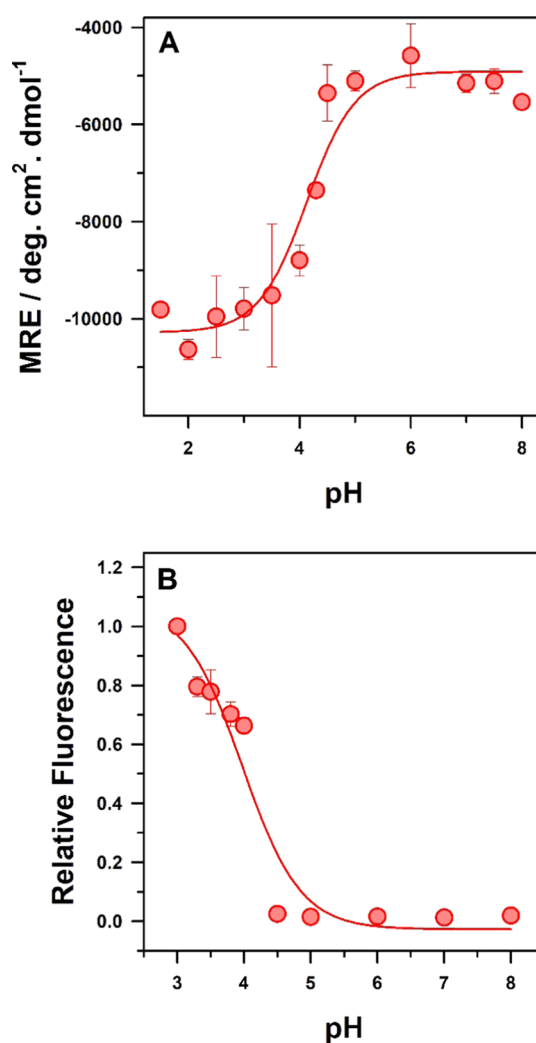 A
-4000
-6000
-8000
-10000
MRE / deg. cm². dmol⁻¹
2 4 6 8
pH
B
1.2
1.0
0.8
0.6
0.4
0.2
0.0
Relative Fluorescence
3 4 5 6 7 8
pH